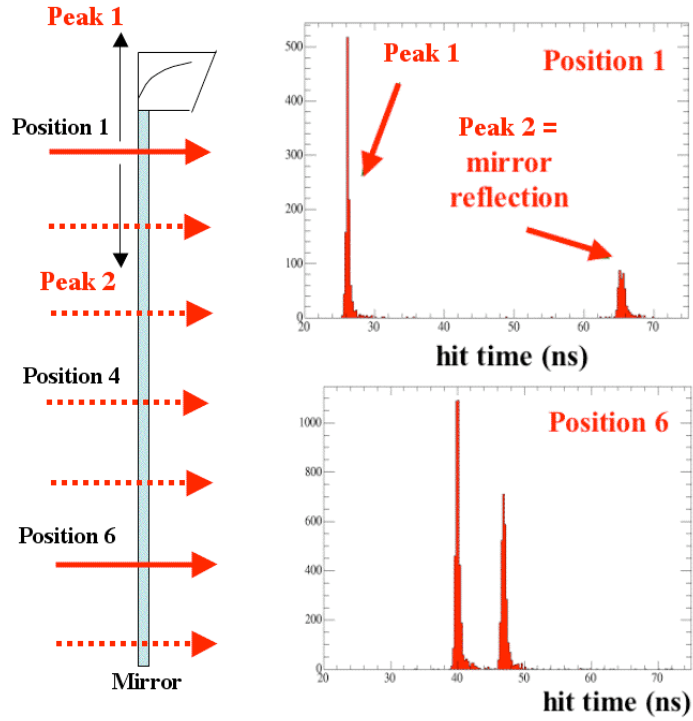 Peak 1
Position 1
Peak 2
Position 4
Position 6
Mirror
500
400
300
200
100
0
20
30
40
50
60
70
Peak 1
Position 1
Peak 2 =
mirror
reflection
hit time (ns)
1000
800
600
400
200
0
20
30
40
50
60
70
Position 6
hit time (ns)